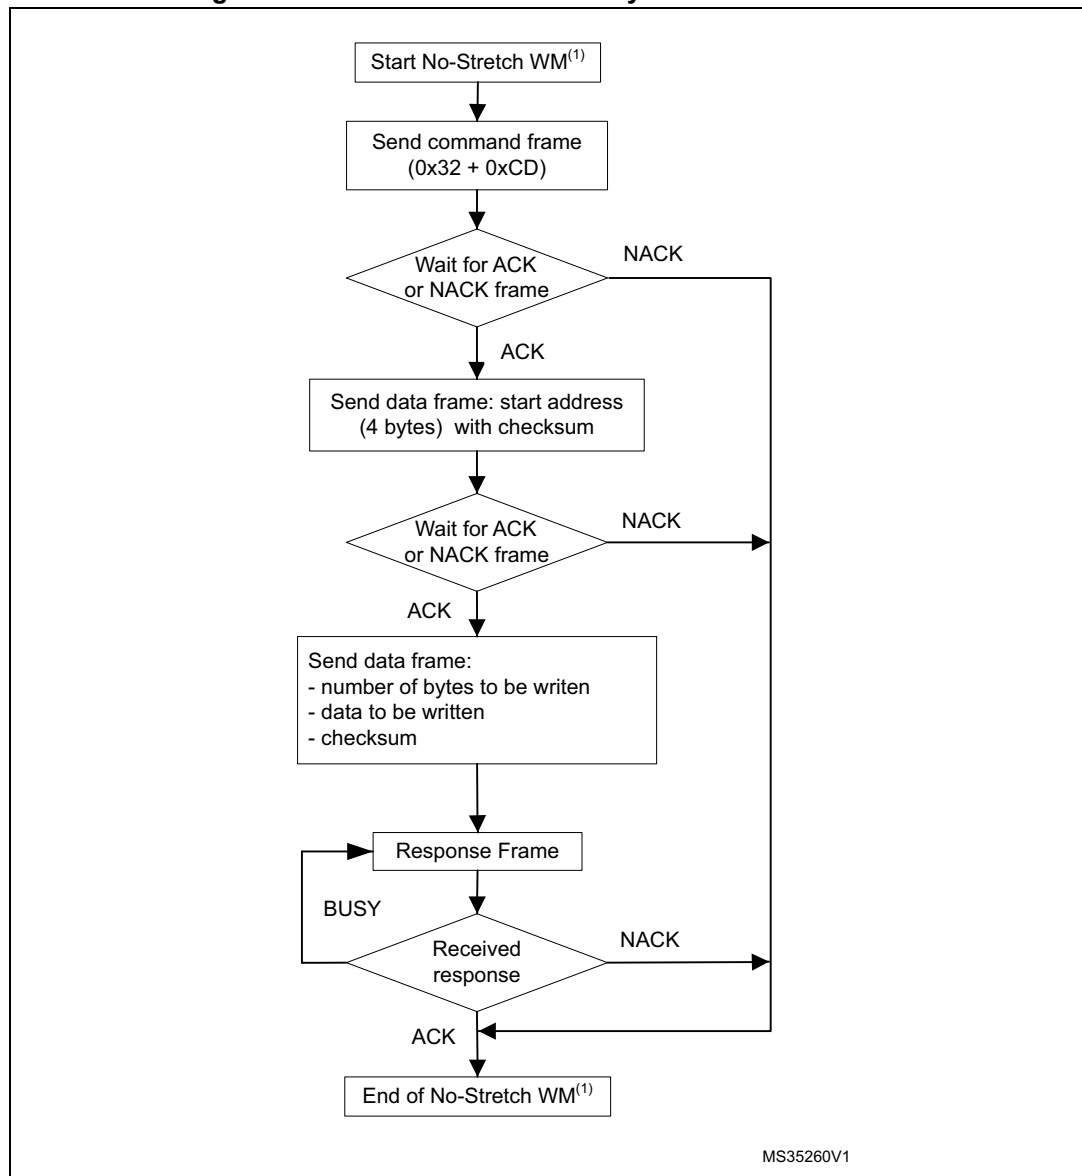 Start No-Stretch WM(1)
Send command frame
(0x32 + 0xCD)
Wait for ACK
or NACK frame
NACK
ACK
Send data frame: start address
(4 bytes) with checksum
Wait for ACK
or NACK frame
NACK
ACK
Send data frame:
- number of bytes to be writen
- data to be written
- checksum
Response Frame
BUSY
Received
response
NACK
ACK
End of No-Stretch WM(1)
MS35260V1